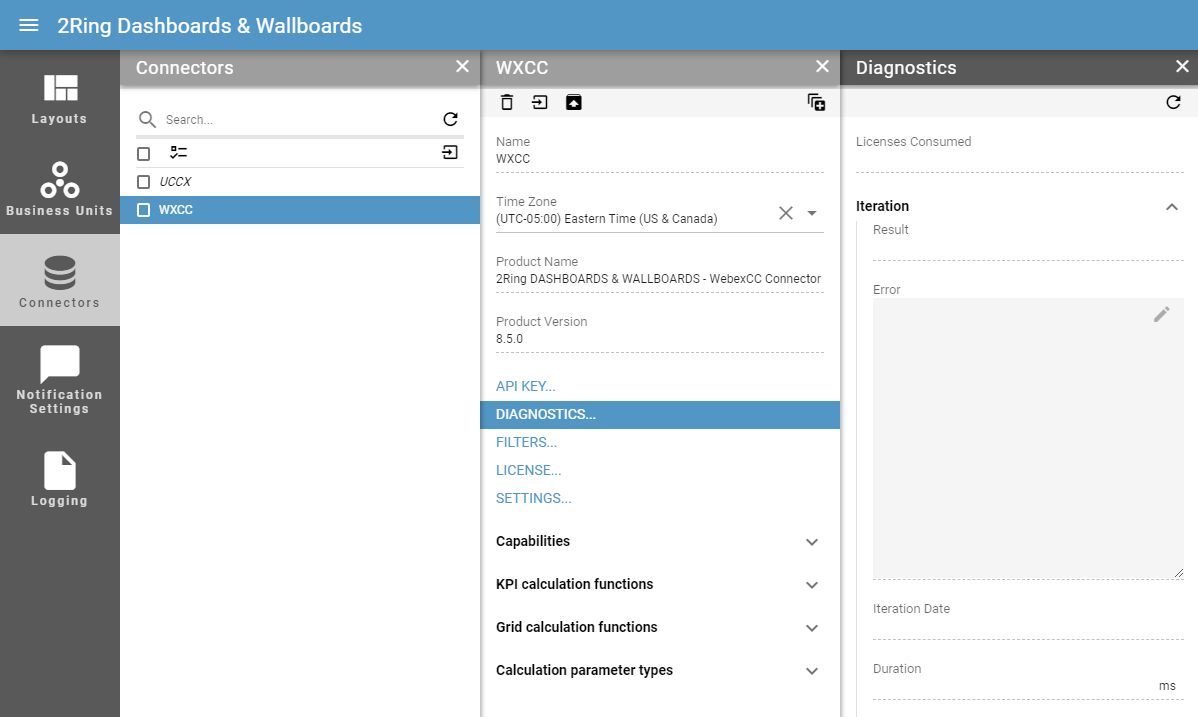 2Ring Dashboards & Wallboards
Layouts
Business Units
Connectors
Notification
Settings
Logging
Connectors
Search...
UCCX
WXCC
WXCC
Name
WXCC
Time Zone
(UTC-05:00) Eastern Time (US & Canada)
Product Name
2Ring DASHBOARDS & WALLBOARDS - WebexCC Connector
Product Version
8.5.0
API KEY...
DIAGNOSTICS...
FILTERS...
LICENSE...
SETTINGS...
Capabilities
KPI calculation functions
Grid calculation functions
Calculation parameter types
Diagnostics
Licenses Consumed
Iteration
Result
Error
Iteration Date
Duration
ms